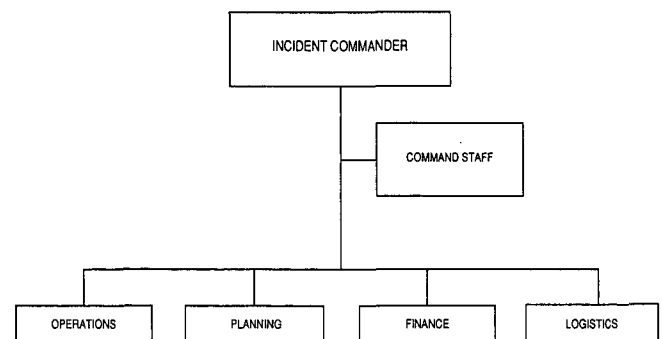 INCIDENT COMMANDER
COMMAND STAFF
OPERATIONS
PLANNING
FINANCE
LOGISTICS